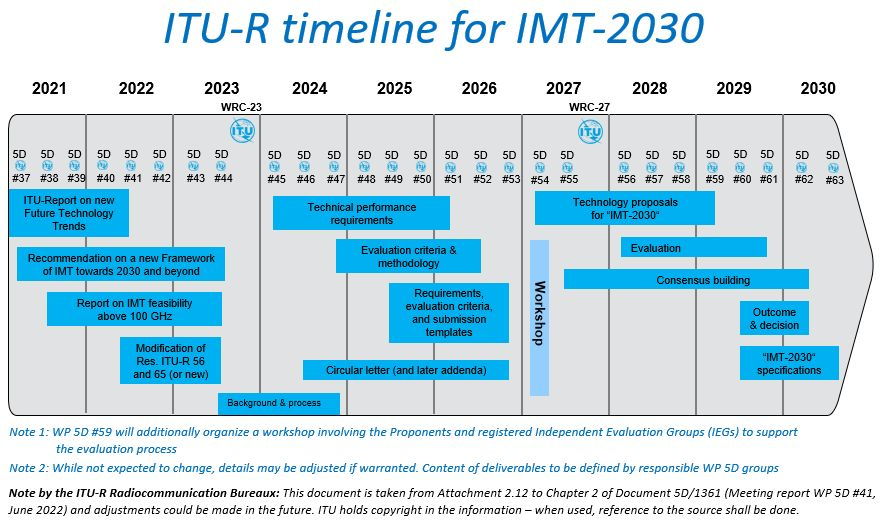 ITU-R timeline for IMT-2030
2021 2022 2023 2024 2025 2026 2027 2028 2029 2030
WRC-23 WRC-27
ITU ITU
5D 5D 5D 5D 5D 5D 5D 5D 5D 5D 5D 5D 5D 5D 5D 5D 5D 5D 5D 5D 5D 5D 5D 5D 5D 5D 5D
#37 #38 #39 #40 #41 #42 #43 #44 #45 #46 #47 #48 #49 #50 #51 #52 #53 #54 #55 #56 #57 #58 #59 #60 #61 #62 #63
ITU-Report on new
Future Technology
Trends
Recommendation on a new Framework
of IMT towards 2030 and beyond
Report on IMT feasibility
above 100 GHz
Modification of
Res. ITU-R 56
and 65 (or new)
Background & process
Technical performance
requirements
Evaluation criteria &
methodology
Requirements,
evaluation criteria,
and submission
templates
Circular letter (and later addenda)
Workshop
Technology proposals
for "IMT-2030"
Evaluation
Consensus building
Outcome
& decision
"IMT-2030"
specifications
Note 1: WP 5D #59 will additionally organize a workshop involving the Proponents and registered Independent Evaluation Groups (IEGs) to support
the evaluation process
Note 2: While not expected to change, details may be adjusted if warranted. Content of deliverables to be defined by responsible WP 5D groups
Note by the ITU-R Radiocommunication Bureaux: This document is taken from Attachment 2.12 to Chapter 2 of Document 5D/1361 (Meeting report WP 5D #41,
June 2022) and adjustments could be made in the future. ITU holds copyright in the information – when used, reference to the source shall be done.